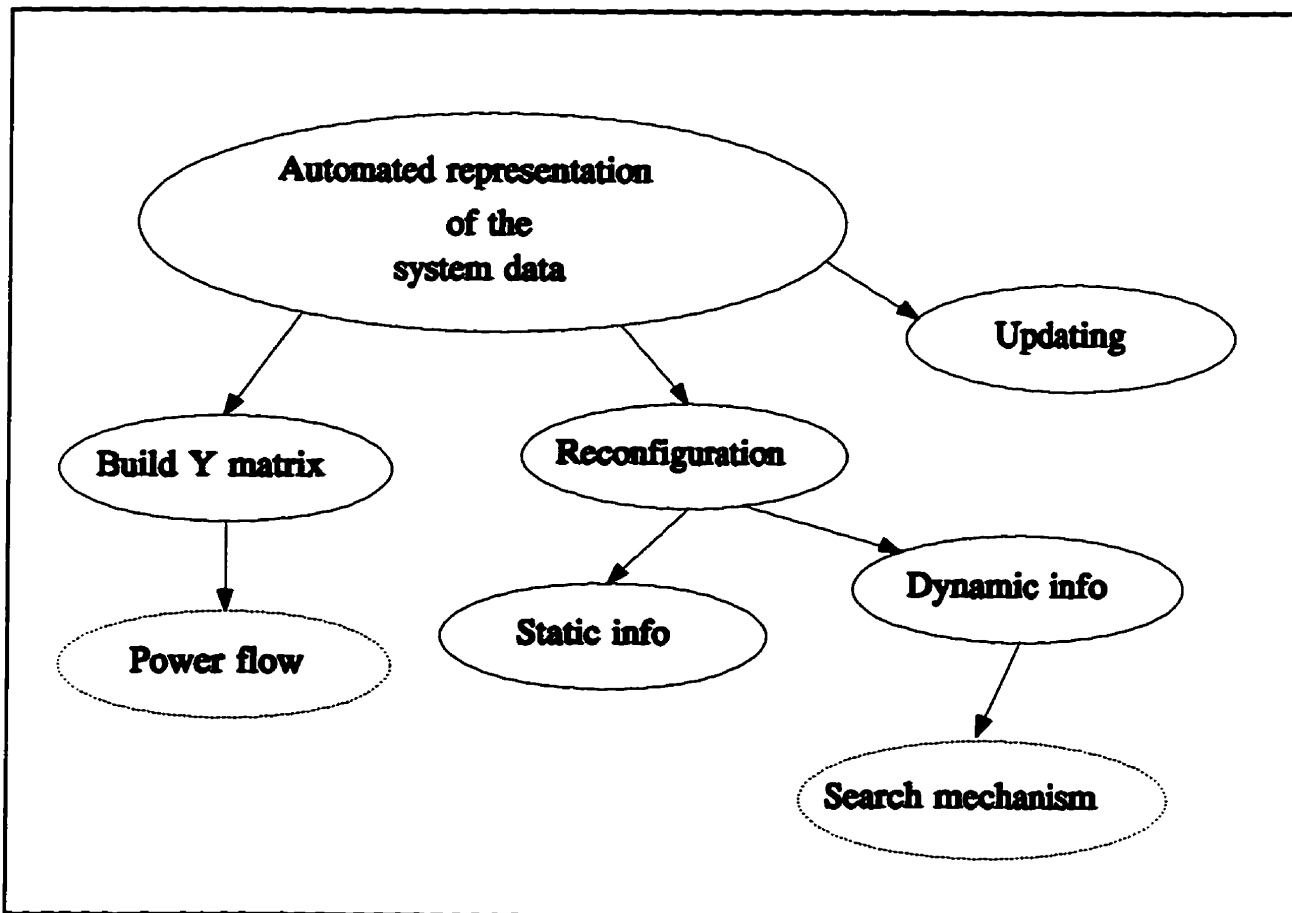 Automated representation
of the
system data
Updating
Build Y matrix
Reconfiguration
Dynamic info
Static info
Power flow
Search mechanism